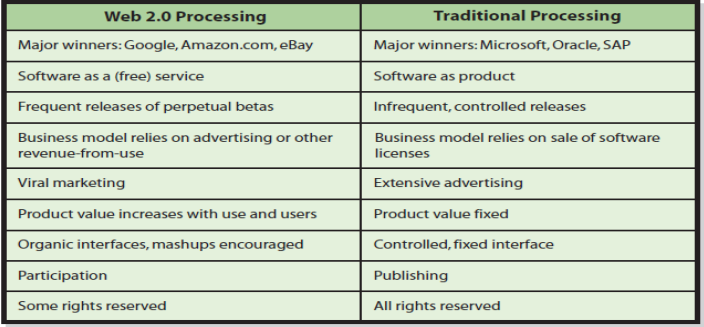 Web 2.0 Processing Traditional Processing
Major winners: Google, Amazon.com, eBay Major winners: Microsoft, Oracle, SAP
Software as a (free) service Software as product
Frequent releases of perpetual betas Infrequent, controlled releases
Business model relies on advertising or other Business model relies on sale of software
revenue-from-use licenses
Viral marketing Extensive advertising
Product value increases with use and users Product value fixed
Organic interfaces, mashups encouraged Controlled, fixed interface
Participation Publishing
Some rights reserved All rights reserved